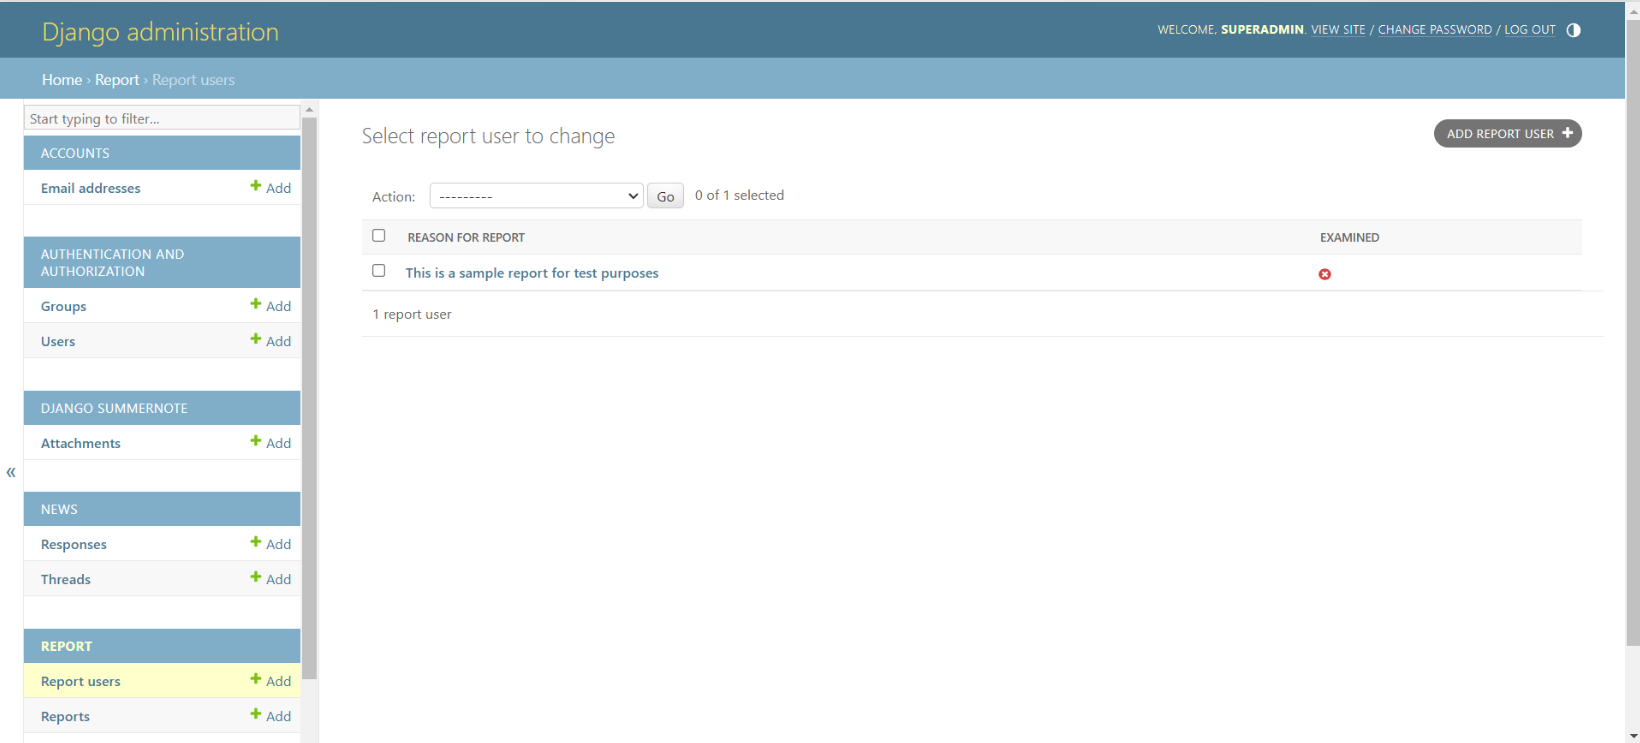 Django administration
WELCOME, SUPERADMIN. VIEW SITE / CHANGE PASSWORD / LOG OUT
Home › Report › Report users
Start typing to filter...
ACCOUNTS
Email addresses + Add
AUTHENTICATION AND
AUTHORIZATION
Groups + Add
Users + Add
DJANGO SUMMERNOTE
Attachments + Add
«
NEWS
Responses + Add
Threads + Add
REPORT
Report users + Add
Reports + Add
Select report user to change
ADD REPORT USER +
Action: --------- Go 0 of 1 selected
REASON FOR REPORT EXAMINED
This is a sample report for test purposes
1 report user